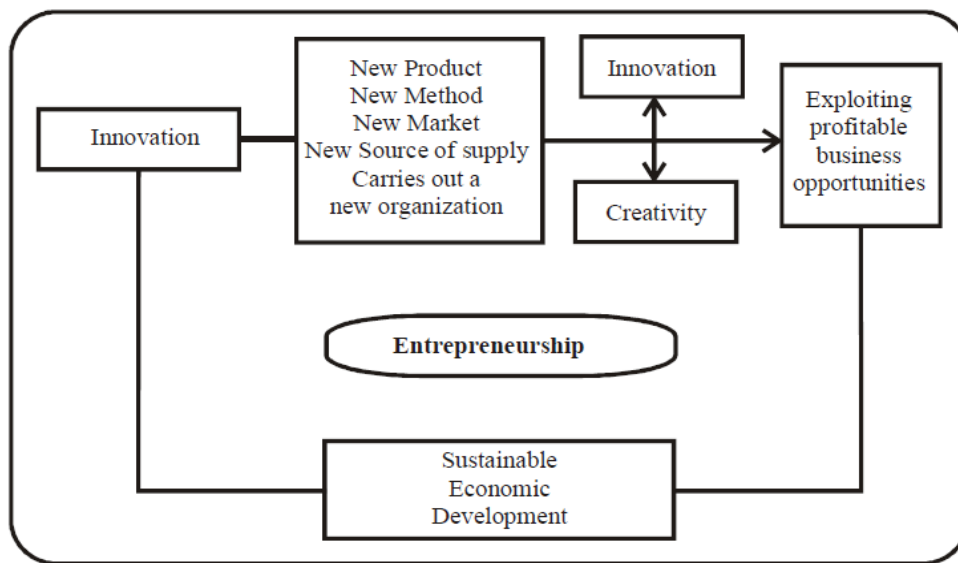 Innovation
New Product
New Method
New Market
New Source of supply
Carries out a
new organization
Innovation
Creativity
Exploiting
profitable
business
opportunities
Entrepreneurship
Sustainable
Economic
Development